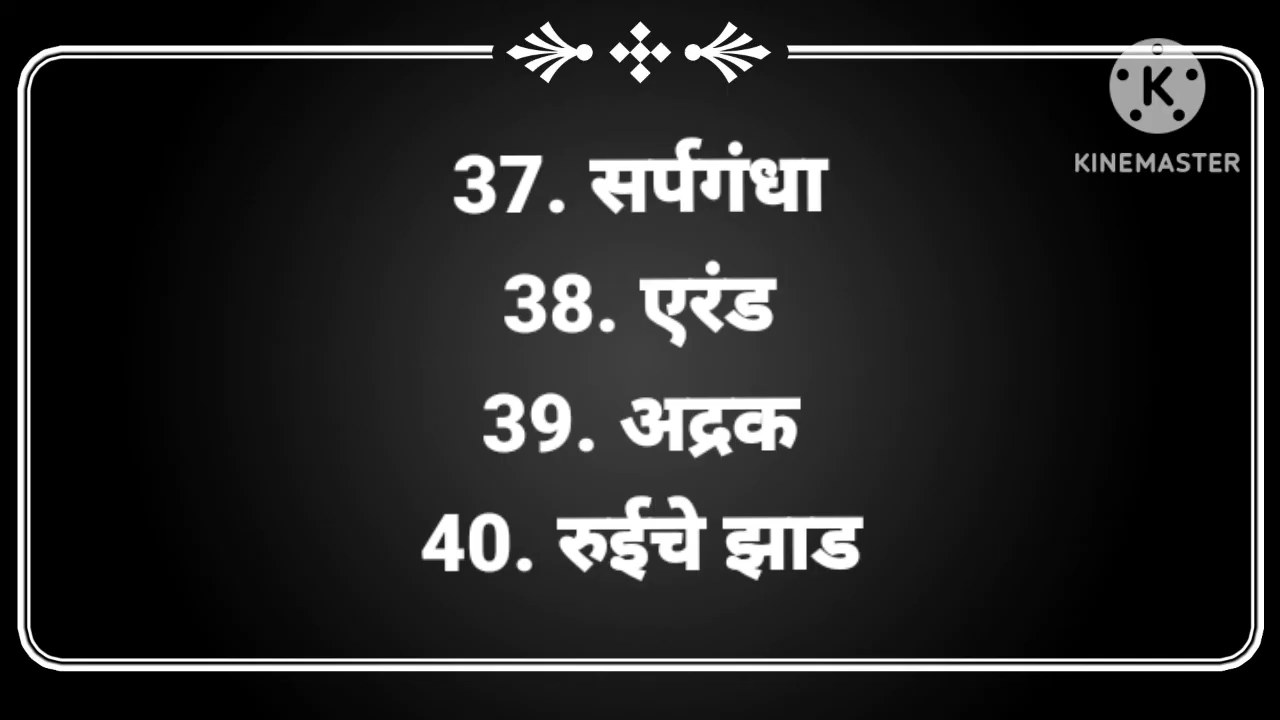 K
KINEMASTER
37. सर्पगंधा
38. एरंड
39. अद्रक
40. रुईचे झाड